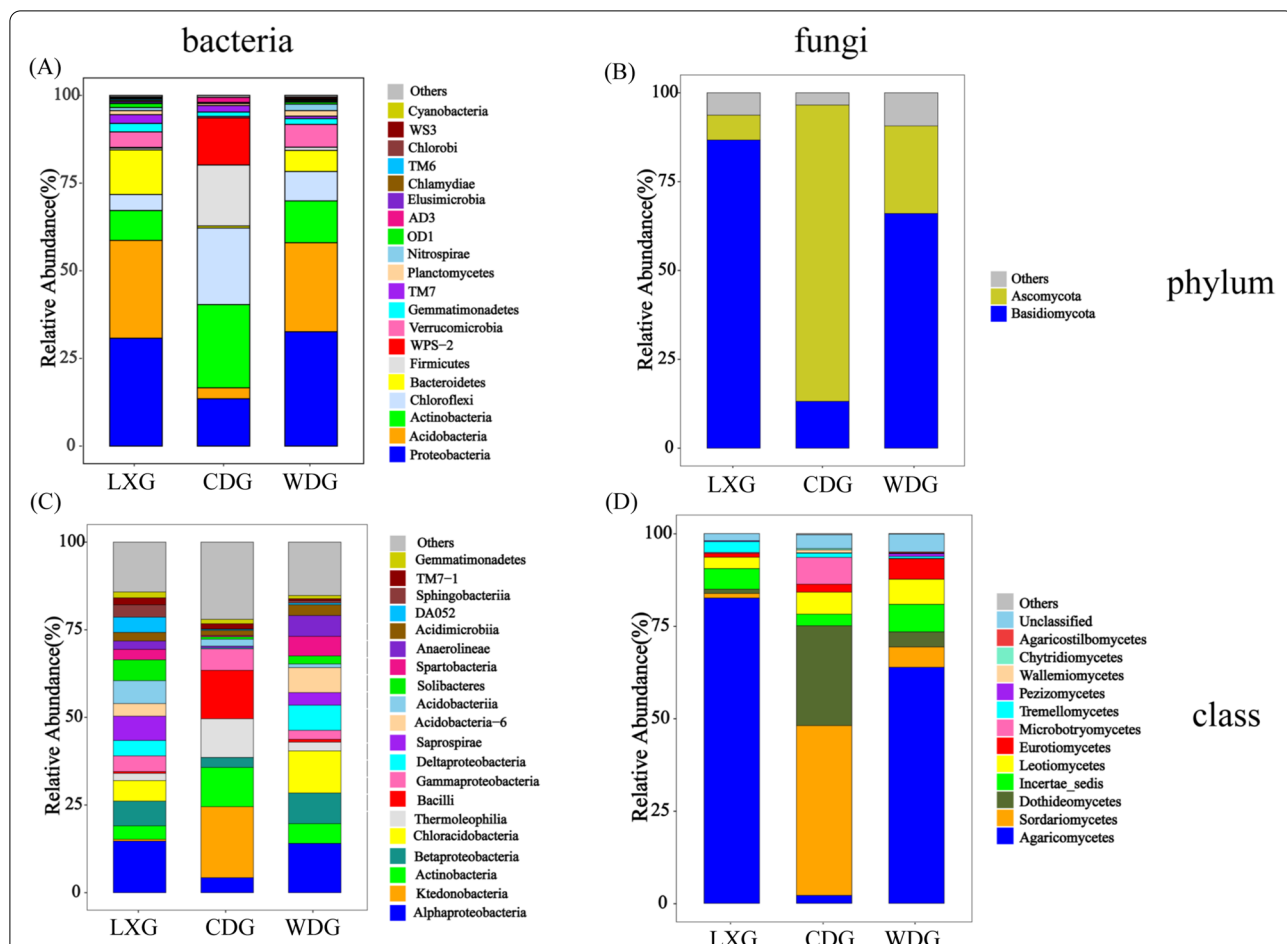 bacteria
fungi
(A)
Relative Abundance(%)
100
75
50
25
0
LXG CDG WDG
Others
Cyanobacteria
WS3
Chlorobi
TM6
Chlamydiae
Elusimicrobia
AD3
OD1
Nitrospirae
Planctomycetes
TM7
Gemmatimonadetes
Verrucomicrobia
WPS-2
Firmicutes
Bacteroidetes
Chloroflexi
Actinobacteria
Acidobacteria
Proteobacteria
(B)
Relative Abundance(%)
100
75
50
25
0
LXG CDG WDG
Others
Ascomycota
Basidiomycota
phylum
(C)
Relative Abundance(%)
100
75
50
25
0
LXG CDG WDG
Others
Gemmatimonadetes
TM7-1
Sphingobacteriia
DA052
Acidimicrobiia
Anaerolineae
Spartobacteria
Solibacteres
Acidobacteriia
Acidobacteria-6
Saprospirae
Deltaproteobacteria
Gammaproteobacteria
Bacilli
Thermoleophilia
Chloracidobacteria
Betaproteobacteria
Actinobacteria
Ktedonobacteria
Alphaproteobacteria
(D)
Relative Abundance(%)
100
75
50
25
0
LXG CDG WDG
Others
Unclassified
Agaricostilbomycetes
Chytridiomycetes
Wallemiomycetes
Pezizomycetes
Tremellomycetes
Microbotryomycetes
Eurotiomycetes
Leotiomycetes
Incertae_sedis
Dothideomycetes
Sordariomycetes
Agaricomycetes
class